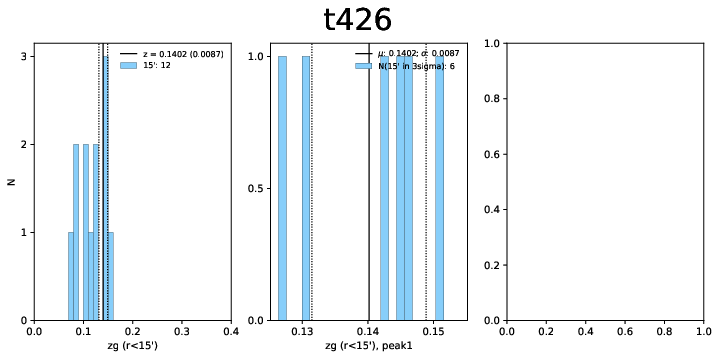 t426
z = 0.1402 (0.0087)
15': 12
N
3
2
1
0
0.0 0.1 0.2 0.3 0.4
zg (r<15')
μ: 0.1402; σ: 0.0087
N(15' in 3sigma): 6
1.0
0.5
0.0
0.13 0.14 0.15
zg (r<15'), peak1
1.0
0.8
0.6
0.4
0.2
0.0
0.0 0.2 0.4 0.6 0.8 1.0